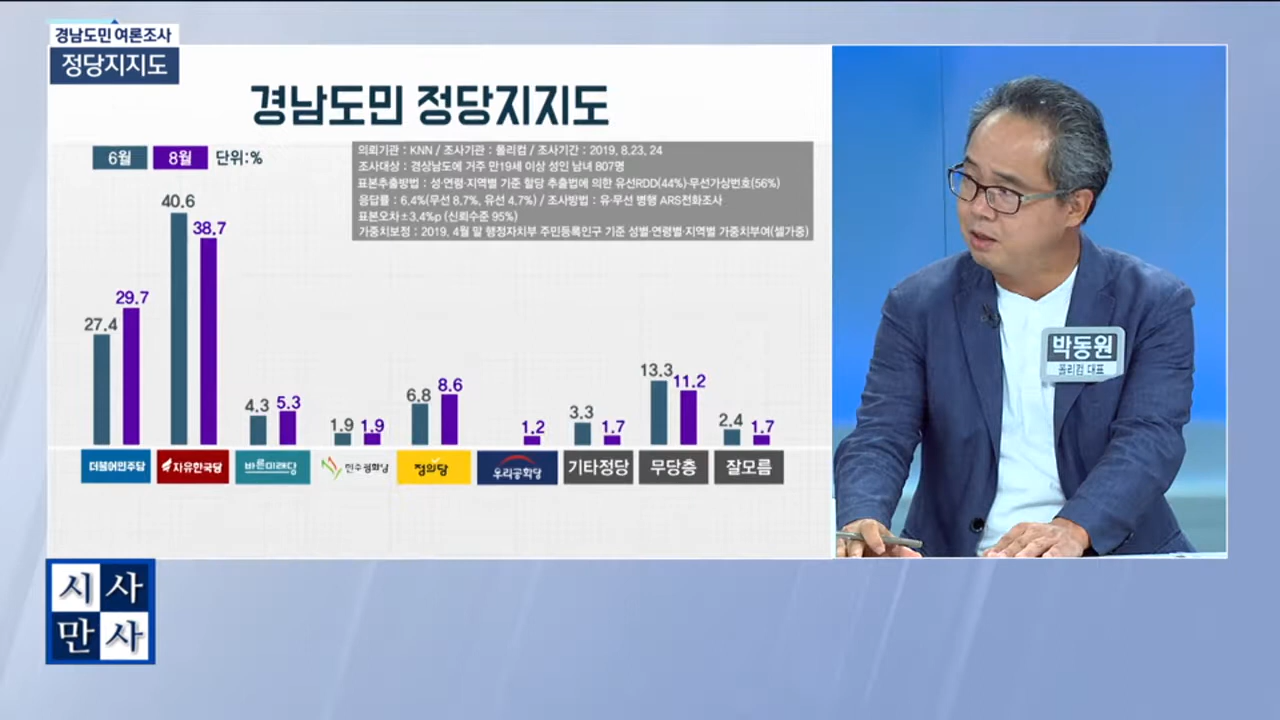 경남도민 여론조사
정당지지도
경남도민 정당지지도
6월 8월 단위:%
의뢰기관 : KNN / 조사기관 : 폴리컴 / 조사기간 : 2019. 8.23, 24
조사대상 : 경상남도에 거주 만19세 이상 성인 남녀 807명
표본추출방법 : 성·연령·지역별 기준 할당 추출법에 의한 유선RDD(44%)·무선가상번호(56%)
응답률 : 6.4%(무선 8.7%, 유선 4.7%) / 조사방법 : 유·무선 병행 ARS전화조사
표본오차±3.4%p (신뢰수준 95%)
가중치보정 : 2019. 4월 말 행정자치부 주민등록인구 기준 성별·연령별·지역별 가중치부여(셀가중)
27.4 29.7 40.6 38.7 4.3 5.3 1.9 1.9 6.8 8.6 1.2 3.3 1.7 13.3 11.2 2.4 1.7
더불어민주당 자유한국당 바른미래당 민주평화당 정의당 우리공화당 기타정당 무당층 잘모름
박동원
폴리컴 대표
시사
만사